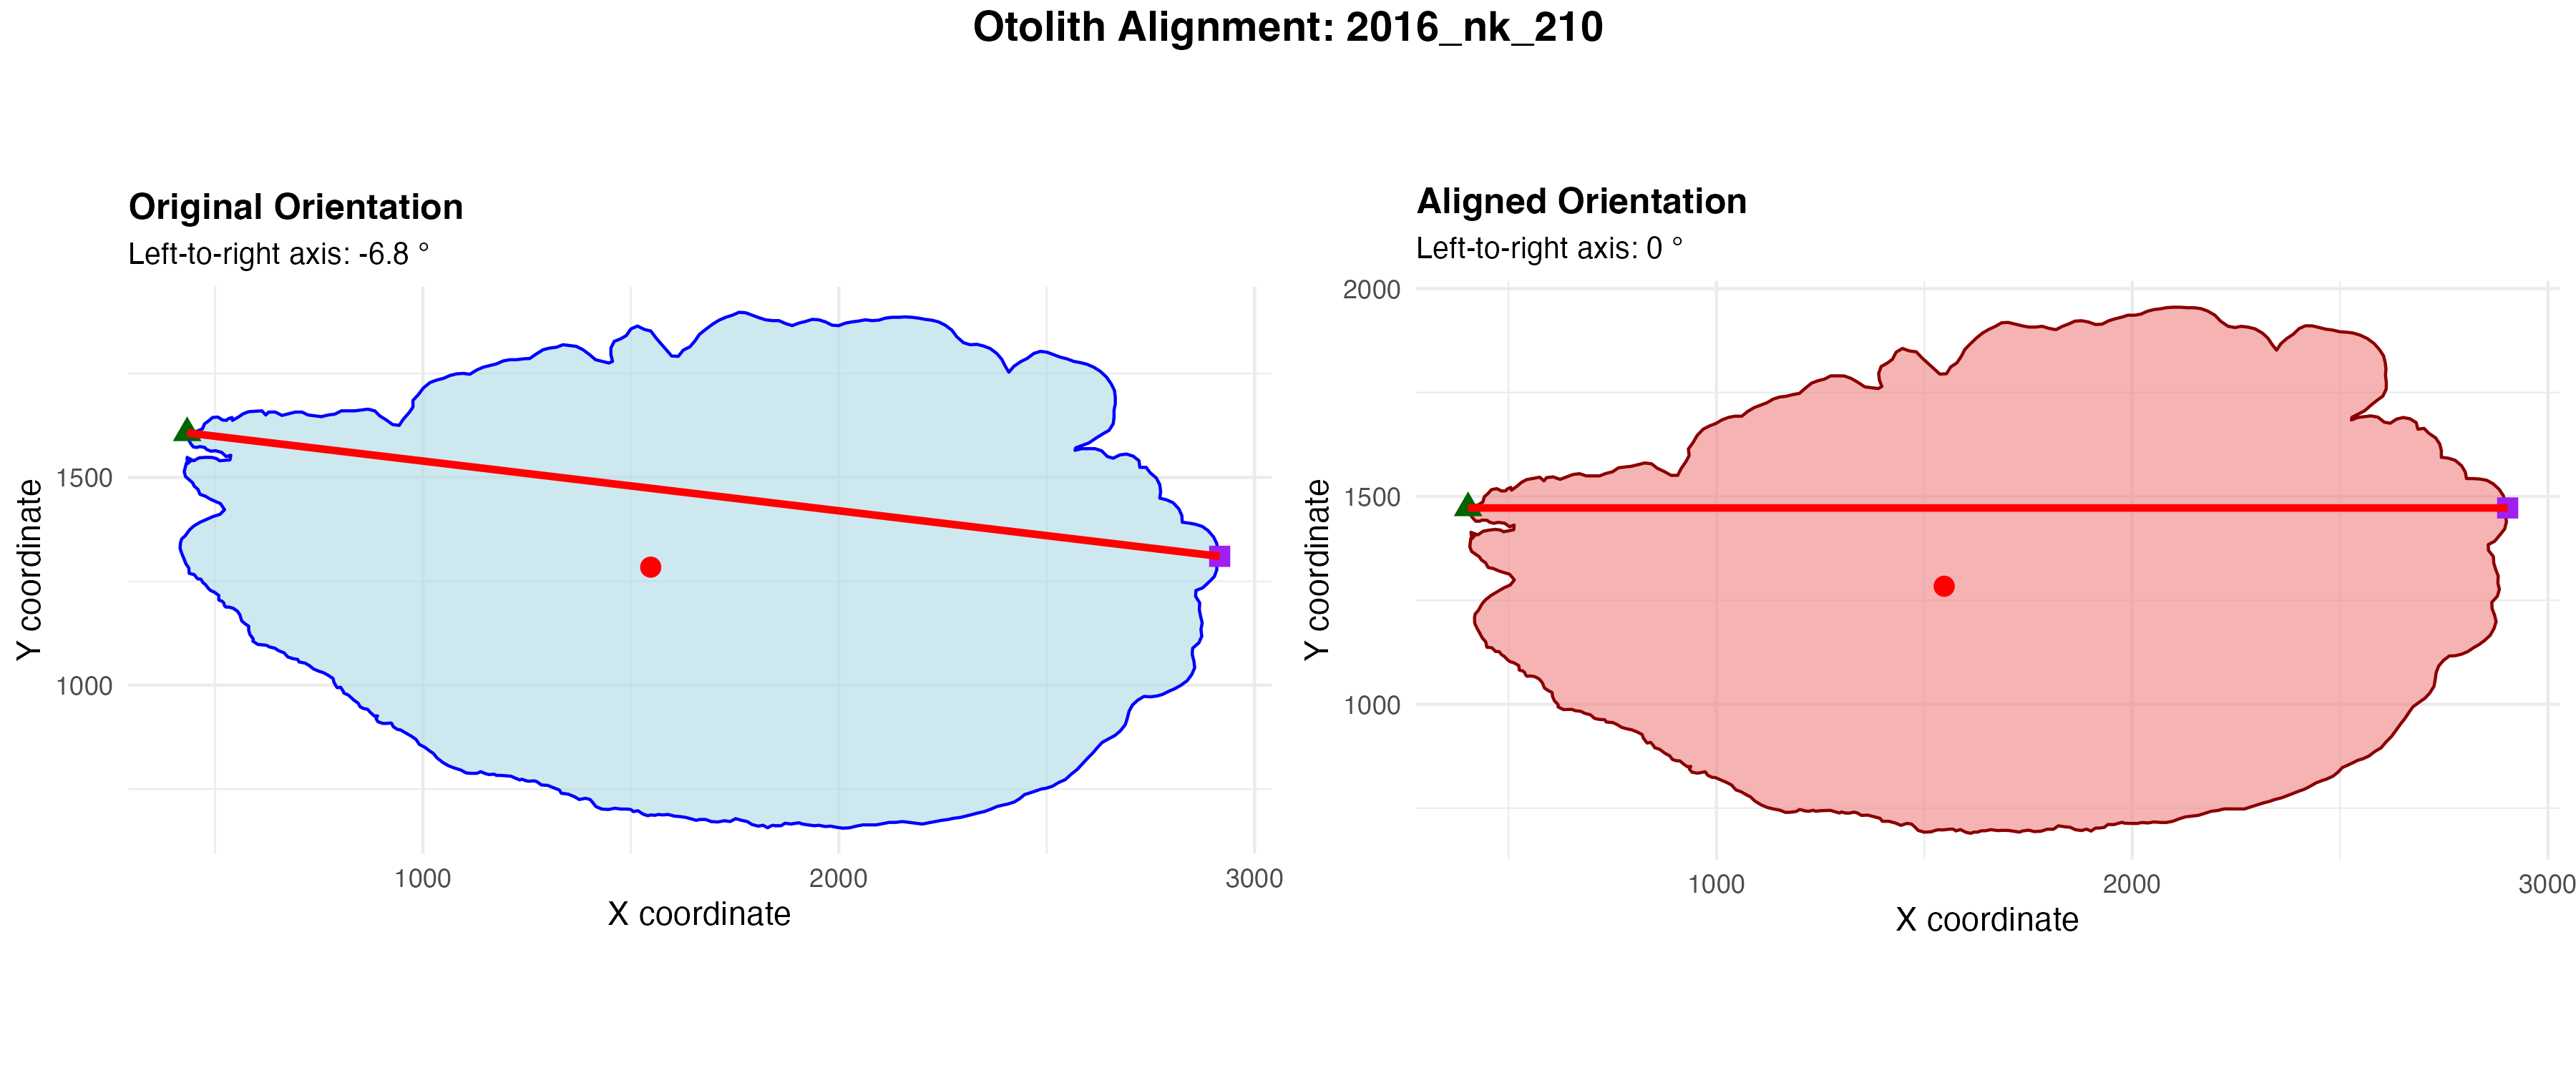 Otolith Alignment: 2016_nk_210
Original Orientation
Left-to-right axis: -6.8 °
Y coordinate
1500
1000
1000
2000
3000
X coordinate
Aligned Orientation
Left-to-right axis: 0 °
Y coordinate
2000
1500
1000
1000
2000
3000
X coordinate